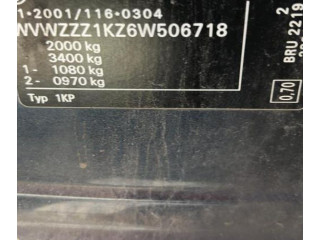 1-2001/116-0304
WVWZZZ1KZ6W506718
2000 kg
3400 kg
1- 1080 kg
2- 0970 kg
Typ 1KP
0,70
BRU 2219
2